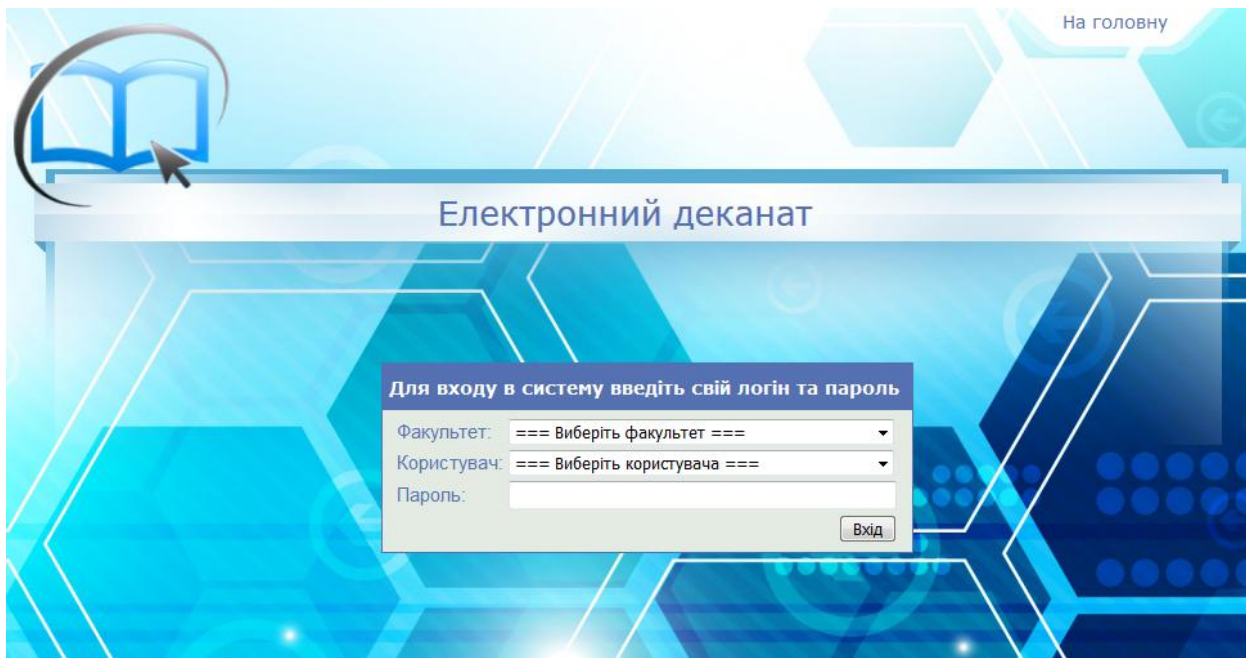 На головну
Електронний деканат
Для входу в систему введіть свій логін та пароль
Факультет: === Виберіть факультет ===
Користувач: === Виберіть користувача ===
Пароль:
Вхід